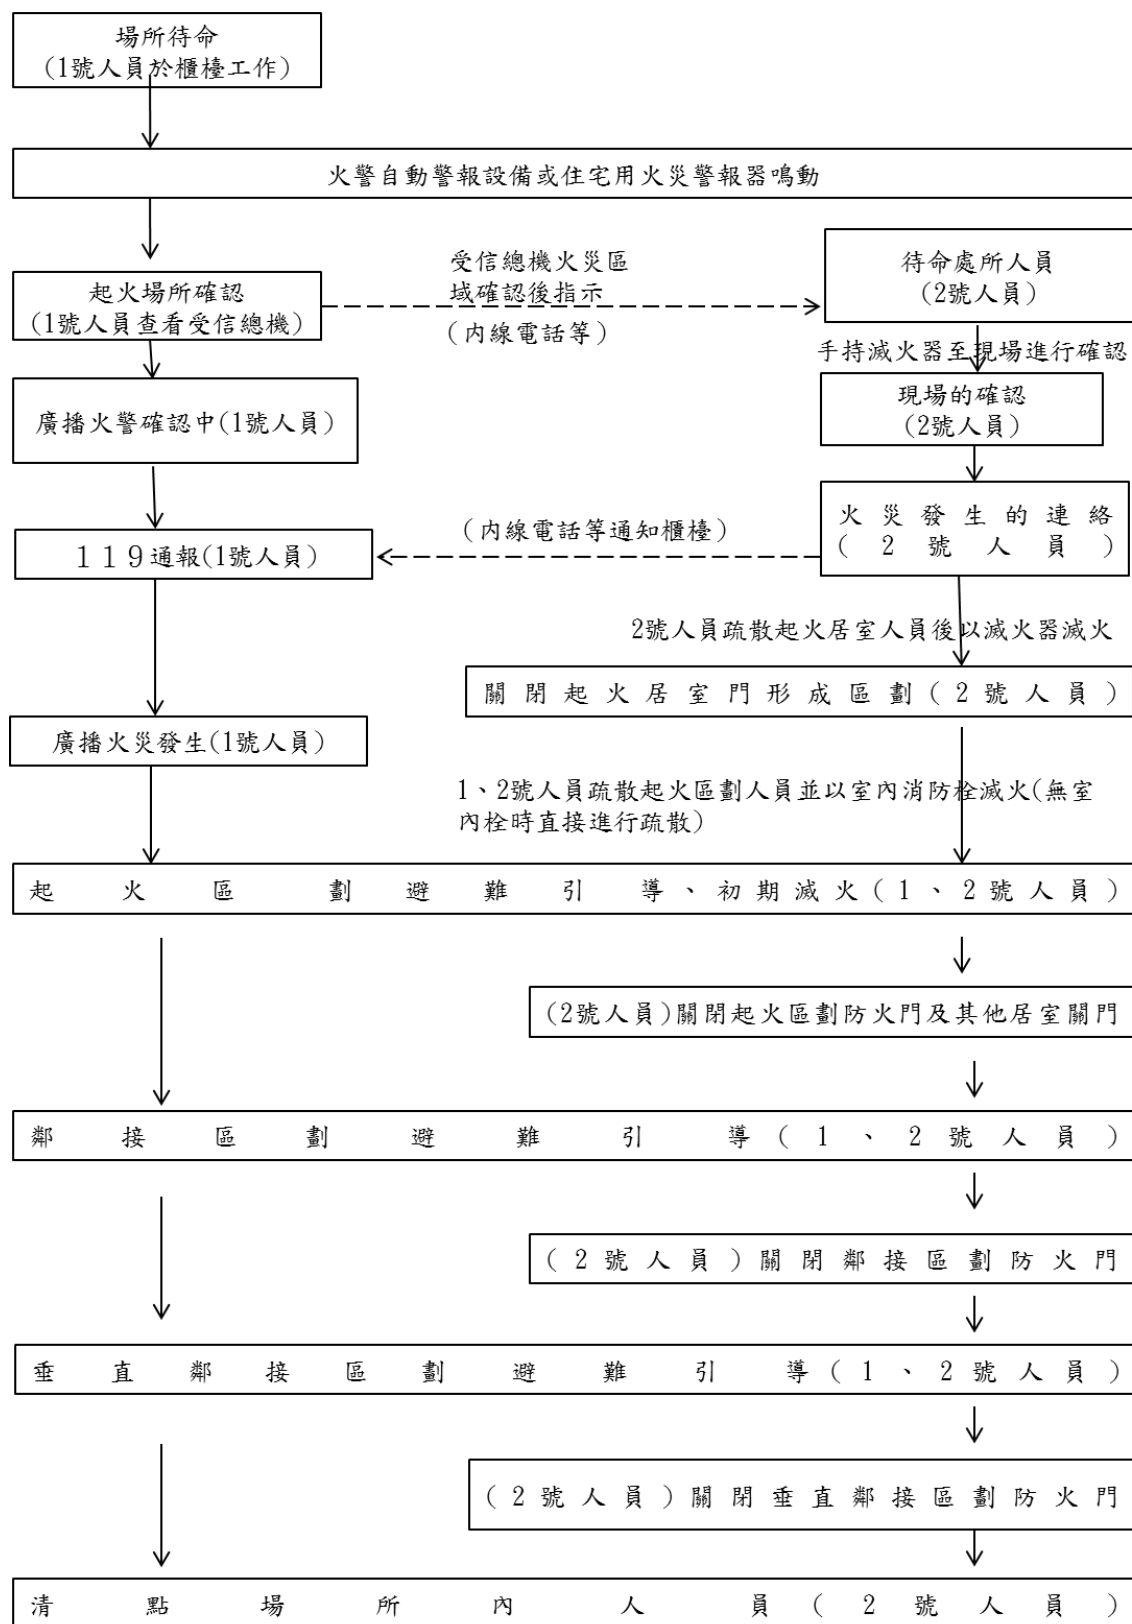 場所待命
(1號人員於櫃檯工作)
火警自動警報設備或住宅用火災警報器鳴動
受信總機火災區
域確認後指示
(內線電話等)
待命處所人員
(2號人員)
起火場所確認
(1號人員查看受信總機)
手持滅火器至現場進行確認
廣播火警確認中(1號人員)
現場的確認
(2號人員)
火災發生的連絡
(2號人員)
(內線電話等通知櫃檯)
119通報(1號人員)
2號人員疏散起火居室人員後以滅火器滅火
關閉起火居室門形成區劃(2號人員)
廣播火災發生(1號人員)
1、2號人員疏散起火區劃人員並以室內消防栓滅火(無室
內栓時直接進行疏散)
起火區劃避難引導、初期滅火(1、2號人員)
(2號人員)關閉起火區劃防火門及其他居室關門
鄰接區劃避難引導(1、2號人員)
(2號人員)關閉鄰接區劃防火門
垂直鄰接區劃避難引導(1、2號人員)
(2號人員)關閉垂直鄰接區劃防火門
清點場所內人員(2號人員)